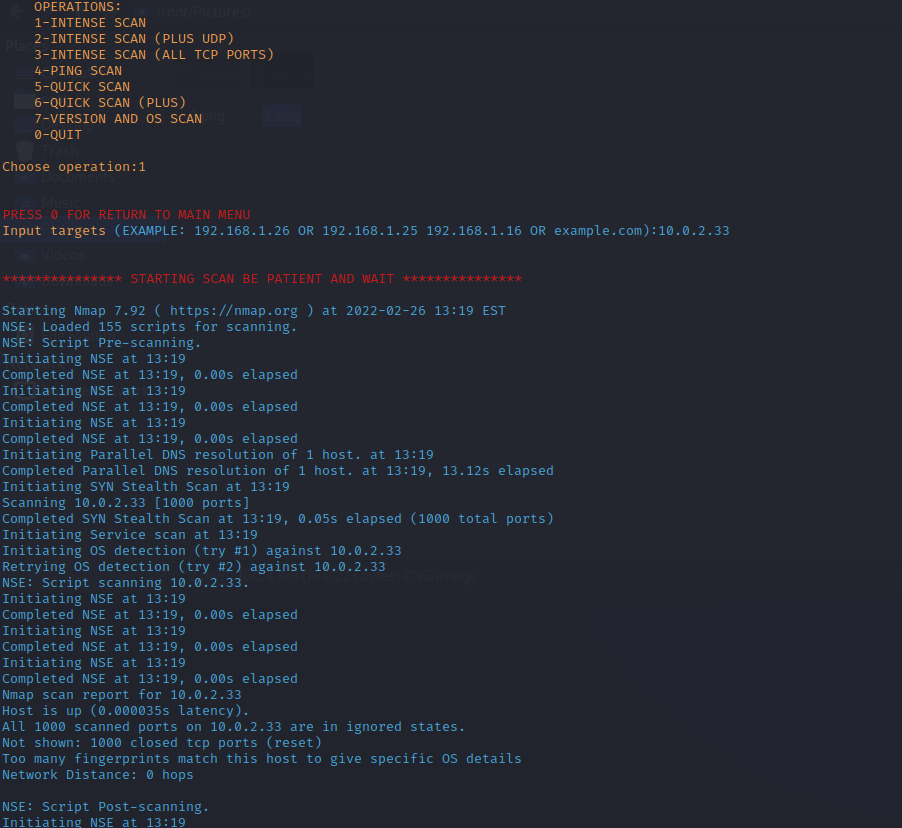 /root/Pictures/
OPERATIONS:
1-INTENSE SCAN
2-INTENSE SCAN (PLUS UDP)
3-INTENSE SCAN (ALL TCP PORTS)
4-PING SCAN
5-QUICK SCAN
6-QUICK SCAN (PLUS)
7-VERSION AND OS SCAN
0-QUIT
Trash
Documents
Choose operation:1
Music
PRESS 0 FOR RETURN TO MAIN MENU
Input targets (EXAMPLE: 192.168.1.26 OR 192.168.1.25 192.168.1.16 OR example.com):10.0.2.33
Videos
*************** STARTING SCAN BE PATIENT AND WAIT ***************
Starting Nmap 7.92 ( https://nmap.org ) at 2022-02-26 13:19 EST
NSE: Loaded 155 scripts for scanning.
NSE: Script Pre-scanning.
Initiating NSE at 13:19
Completed NSE at 13:19, 0.00s elapsed
Initiating NSE at 13:19
Completed NSE at 13:19, 0.00s elapsed
Initiating NSE at 13:19
Completed NSE at 13:19, 0.00s elapsed
Initiating Parallel DNS resolution of 1 host. at 13:19
Completed Parallel DNS resolution of 1 host. at 13:19, 13.12s elapsed
Initiating SYN Stealth Scan at 13:19
Scanning 10.0.2.33 [1000 ports]
Completed SYN Stealth Scan at 13:19, 0.05s elapsed (1000 total ports)
Initiating Service scan at 13:19
Initiating OS detection (try #1) against 10.0.2.33
Retrying OS detection (try #2) against 10.0.2.33
NSE: Script scanning 10.0.2.33.
Initiating NSE at 13:19
Completed NSE at 13:19, 0.00s elapsed
Initiating NSE at 13:19
Completed NSE at 13:19, 0.00s elapsed
Initiating NSE at 13:19
Completed NSE at 13:19, 0.00s elapsed
Nmap scan report for 10.0.2.33
Host is up (0.000035s latency).
All 1000 scanned ports on 10.0.2.33 are in ignored states.
Not shown: 1000 closed tcp ports (reset)
Too many fingerprints match this host to give specific OS details
Network Distance: 0 hops
NSE: Script Post-scanning.
Initiating NSE at 13:19